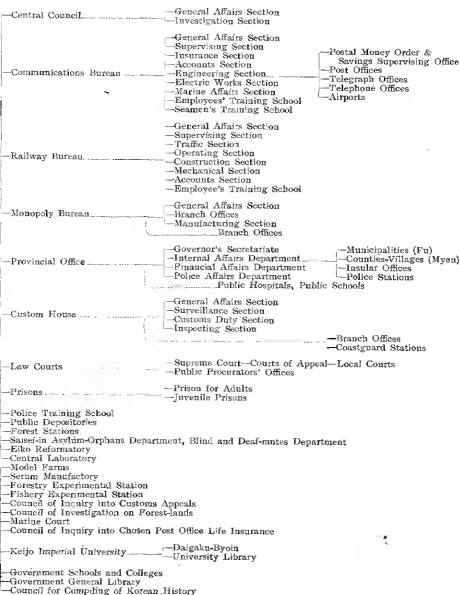 Central Council
General Affairs Section
Investigation Section
Communications Bureau
General Affairs Section
Supervising Section
Insurance Section
Accounts Section
Engineering Section
Electric Works Section
Marine Affairs Section
Employees' Training School
Seamen's Training School
Postal Money Order &
Savings Supervising Office
Post Offices
Telegraph Offices
Telephone Offices
Airports
Railway Bureau
General Affairs Section
Supervising Section
Traffic Section
Operating Section
Construction Section
Mechanical Section
Accounts Section
Employee's Training School
Monopoly Bureau
General Affairs Section
Branch Offices
Manufacturing Section
Branch Offices
Provincial Office
Governor's Secretariate
Internal Affairs Department
Financial Affairs Department
Police Affairs Department
Public Hospitals, Public Schools
Municipalities (Fu)
Counties-Villages (Myen)
Insular Offices
Police Stations
Custom House
General Affairs Section
Surveillance Section
Customs Duty Section
Inspecting Section
Branch Offices
Coastguard Stations
Law Courts
Supreme Court—Courts of Appeal—Local Courts
Public Procurators' Offices
Prisons
Prison for Adults
Juvenile Prisons
Police Training School
Public Depositories
Forest Stations
Saisei-in Asylum-Orphans Department, Blind and Deaf-mutes Department
Eiko Reformatory
Central Laboratory
Model Farms
Serum Manufactory
Forestry Experimental Station
Fishery Experimental Station
Council of Inquiry into Customs Appeals
Council of Investigation on Forest-lands
Marine Court
Council of Inquiry into Chosen Post Office Life Insurance
Keijo Imperial University
Daigaku-Byoin
University Library
Government Schools and Colleges
Government General Library
Council for Compiling of Korean History